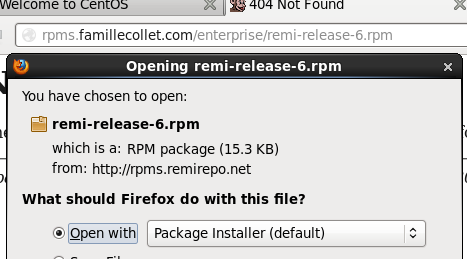 Welcome to CentOS
404 Not Found
rpms.famillecollet.com/enterprise/remi-release-6.rpm
Opening remi-release-6.rpm
You have chosen to open:
remi-release-6.rpm
which is a: RPM package (15.3 KB)
from: http://rpms.remirepo.net
What should Firefox do with this file?
Open with
Package Installer (default)